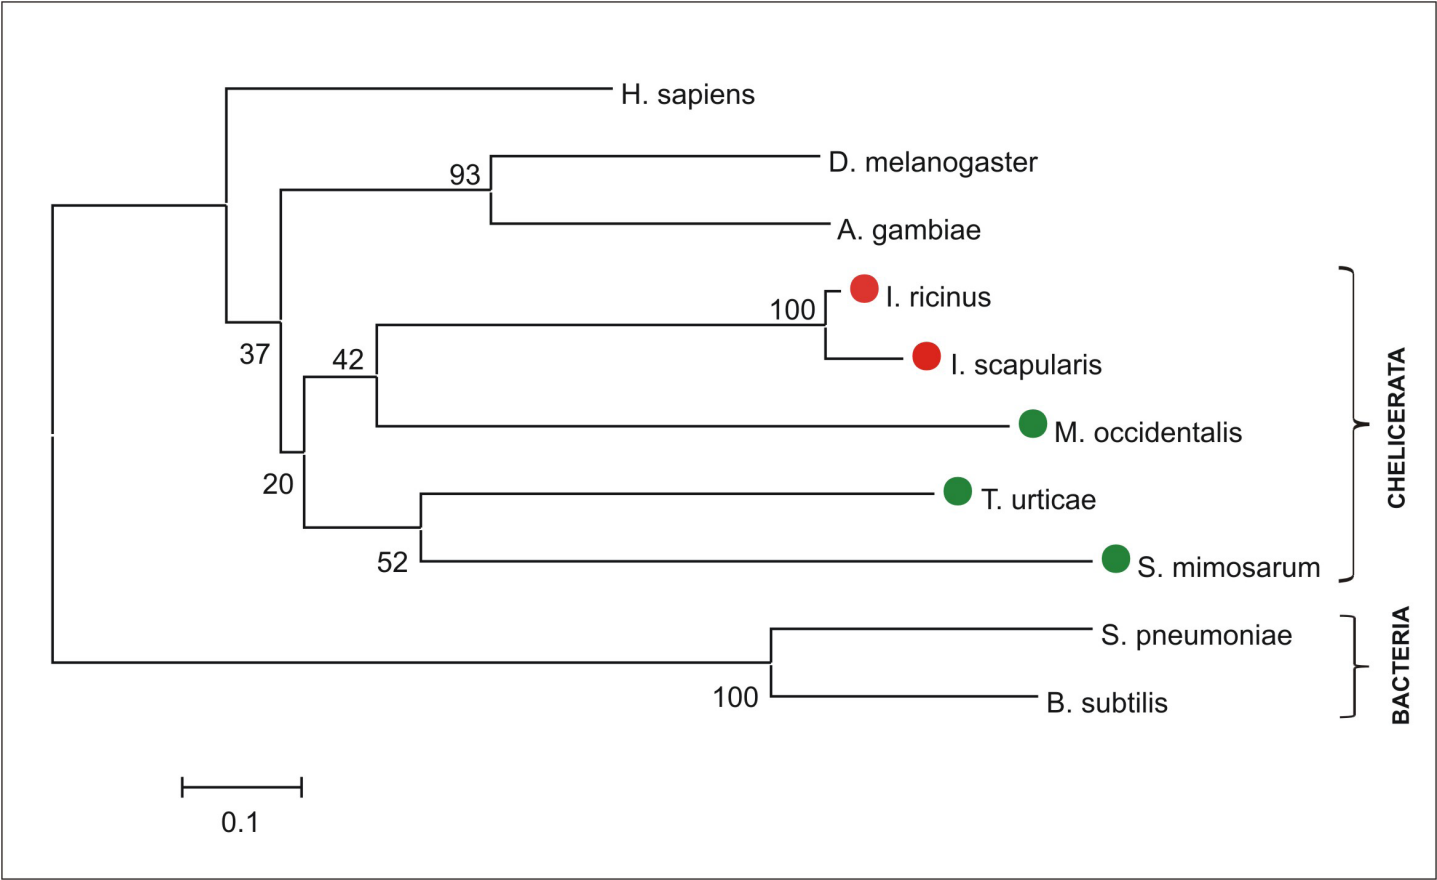 H. sapiens
D. melanogaster
93
A. gambiae
I. ricinus
100
I. scapularis
37
42
M. occidentalis
CHELICERATA
20
T. urticae
52
S. mimosarum
S. pneumoniae
BACTERIA
100
B. subtilis
0.1